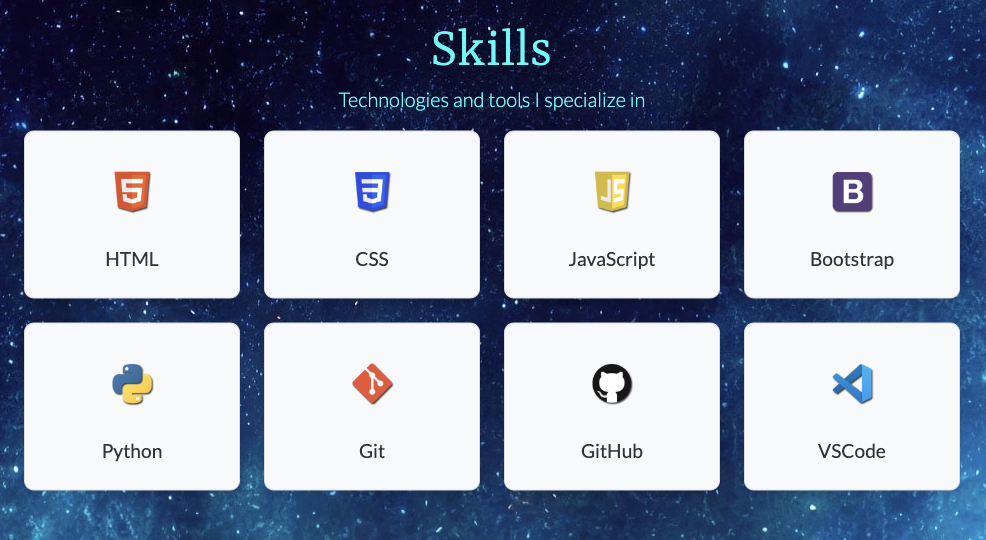 Skills
Technologies and tools I specialize in
5
3
JS
B
HTML
CSS
JavaScript
Bootstrap
Python
Git
GitHub
VSCode